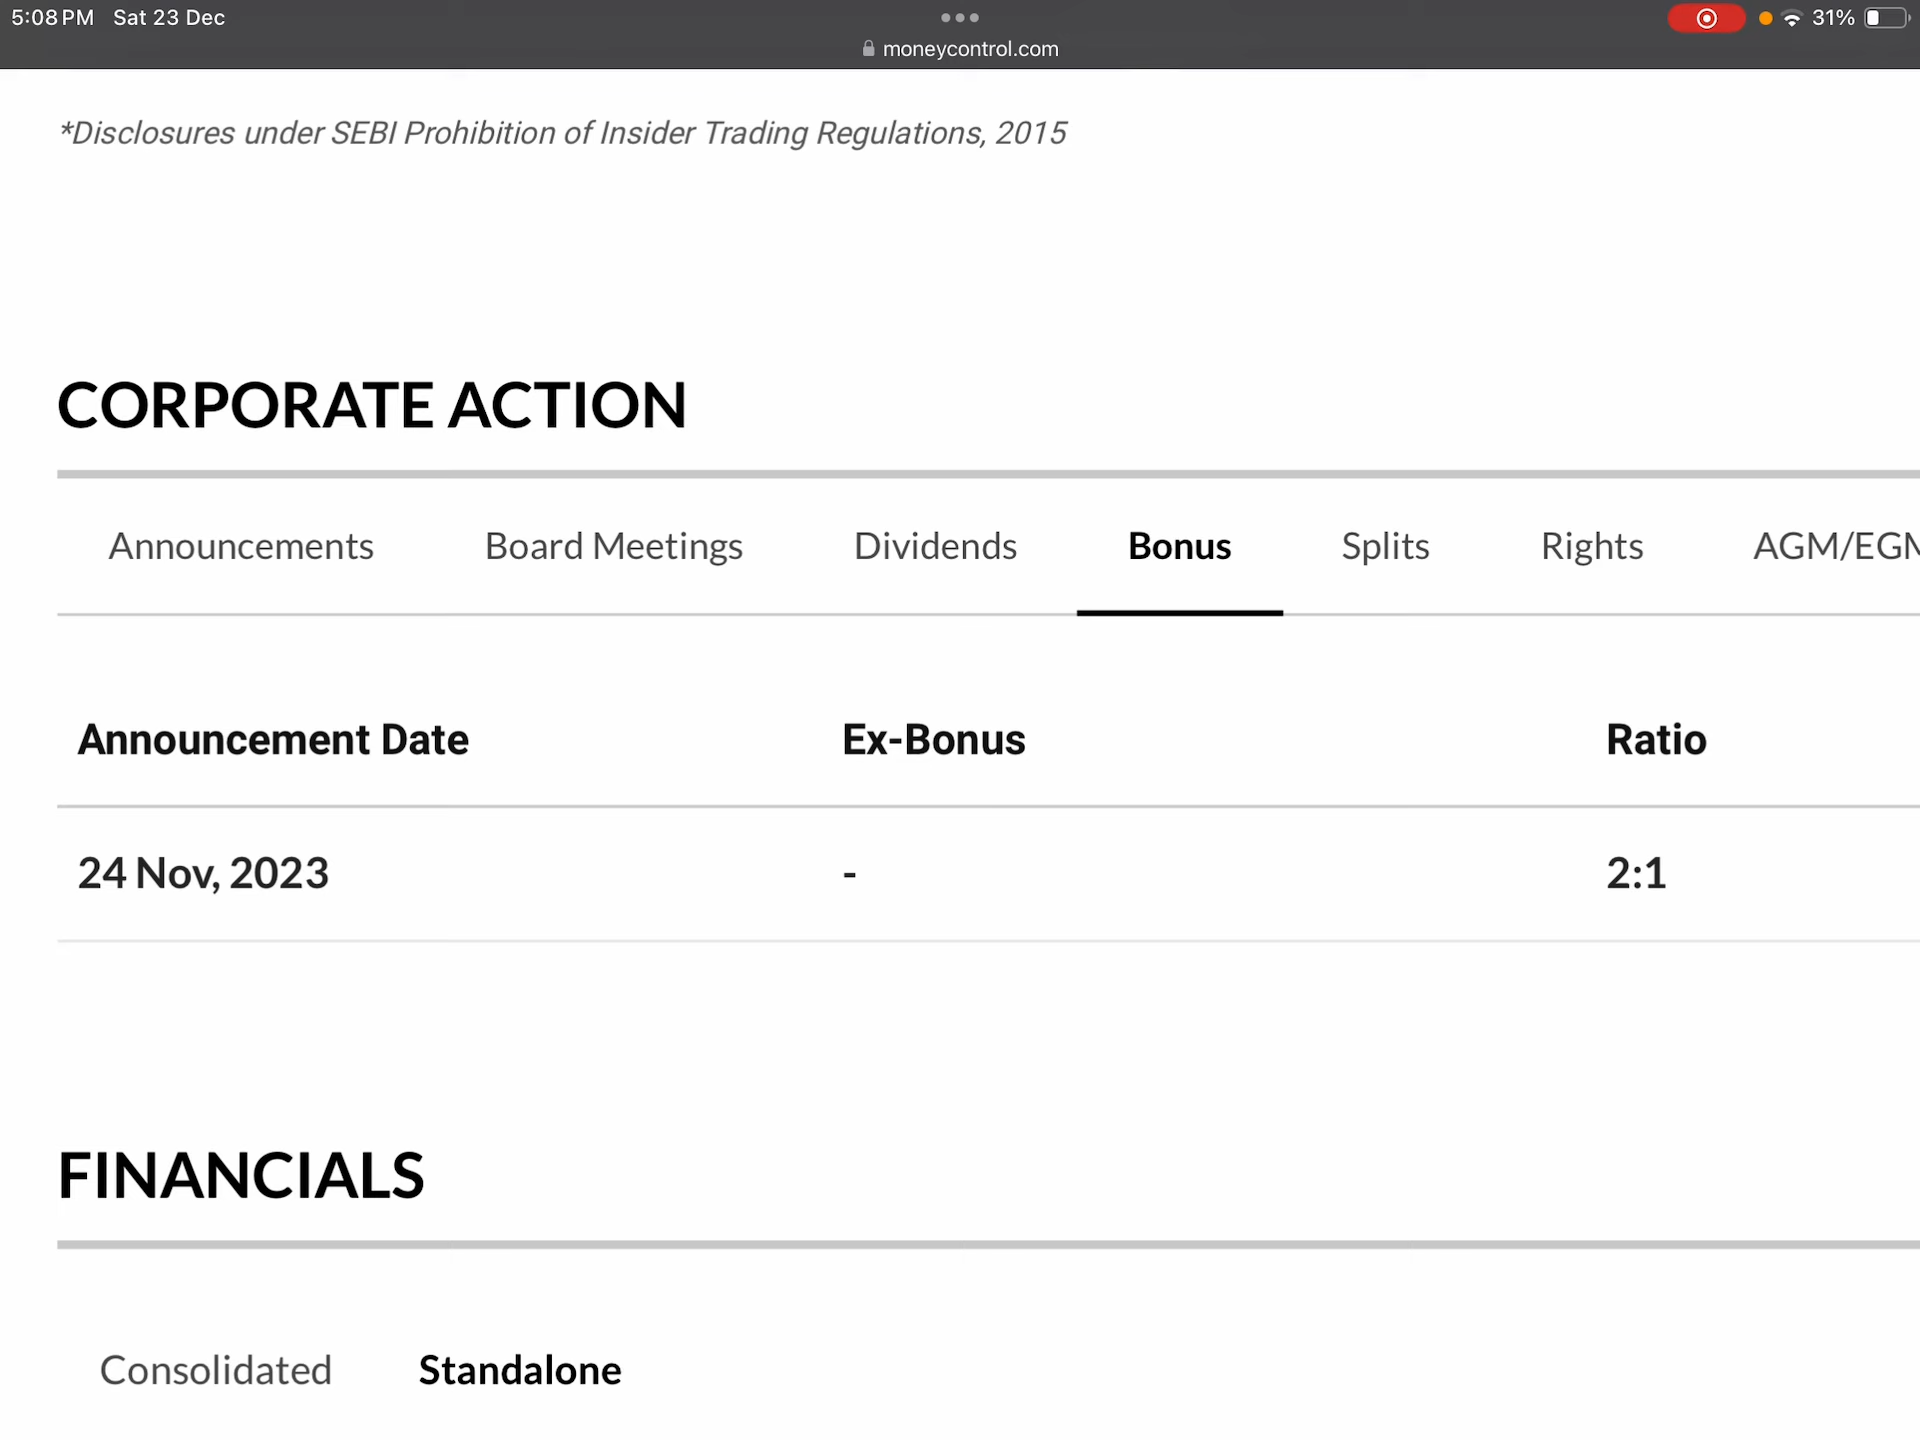 5:08 PM Sat 23 Dec
31%
moneycontrol.com
*Disclosures under SEBI Prohibition of Insider Trading Regulations, 2015
CORPORATE ACTION
Announcements Board Meetings Dividends Bonus Splits Rights AGM/EGM
Announcement Date Ex-Bonus Ratio
24 Nov, 2023 - 2:1
FINANCIALS
Consolidated Standalone